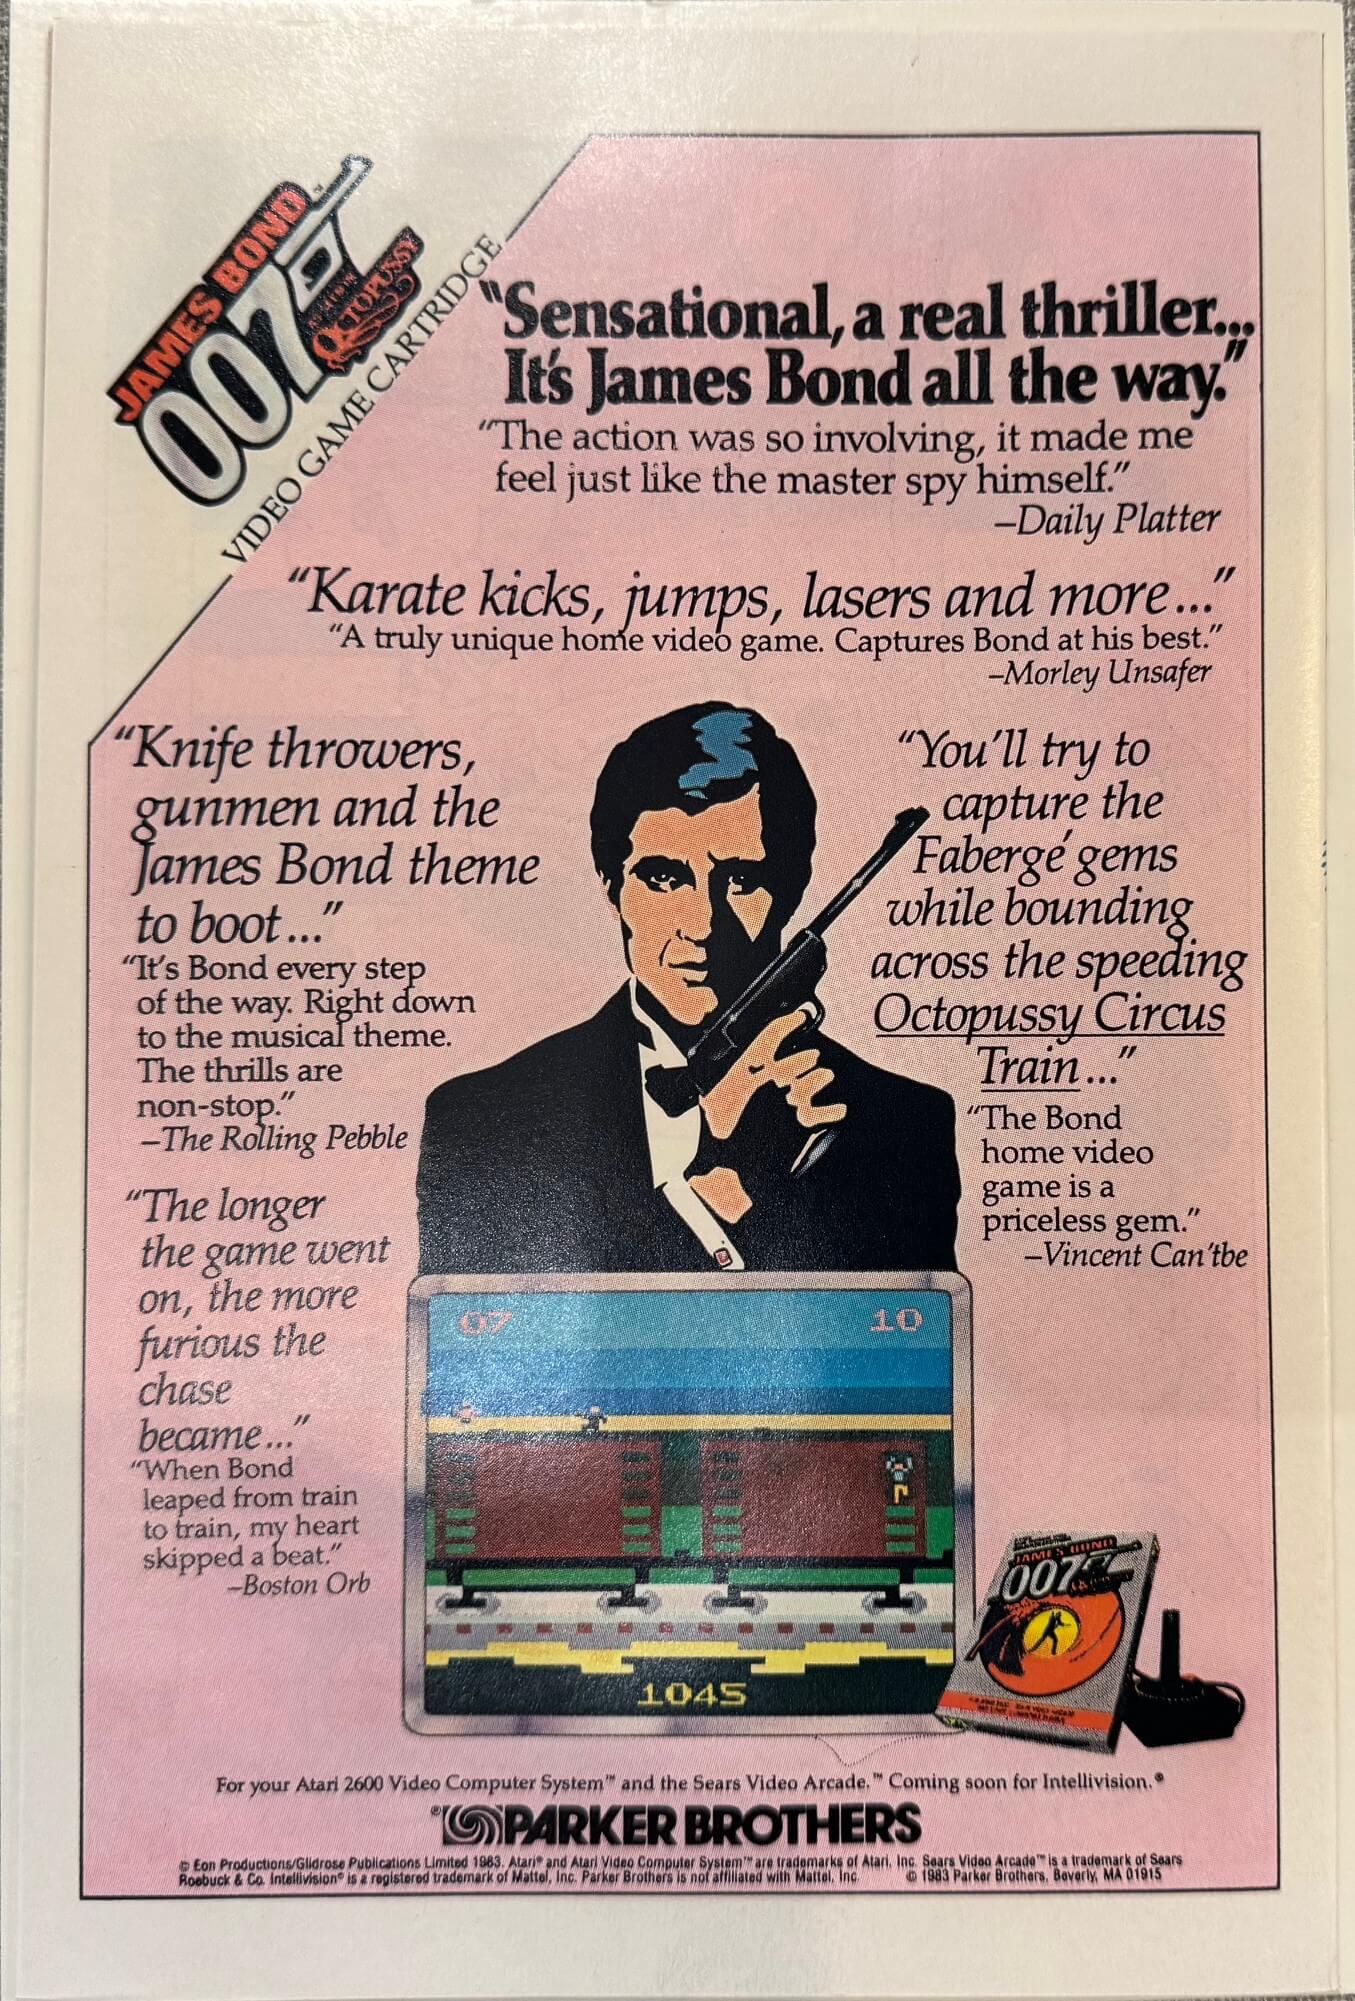 JAMES BOND
007
AS SEEN IN
OCTOPUSSY
VIDEO GAME CARTRIDGE
"Sensational, a real thriller...
It's James Bond all the way."
"The action was so involving, it made me
feel just like the master spy himself."
–Daily Platter
"Karate kicks, jumps, lasers and more..."
"A truly unique home video game. Captures Bond at his best."
–Morley Unsafer
"Knife throwers,
gunmen and the
James Bond theme
to boot..."
"It's Bond every step
of the way. Right down
to the musical theme.
The thrills are
non-stop."
–The Rolling Pebble
"The longer
the game went
on, the more
furious the
chase
became..."
"When Bond
leaped from train
to train, my heart
skipped a beat."
–Boston Orb
"You'll try to
capture the
Fabergé gems
while bounding
across the speeding
Octopussy Circus
Train..."
"The Bond
home video
game is a
priceless gem."
–Vincent Can'tbe
07 10
1045
JAMES BOND
007
For your Atari 2600 Video Computer System™ and the Sears Video Arcade.™ Coming soon for Intellivision.®
PARKER BROTHERS
© Eon Productions/Glidrose Publications Limited 1983. Atari® and Atari Video Computer System™ are trademarks of Atari, Inc. Sears Video Arcade™ is a trademark of Sears
Roebuck & Co. Intellivision® is a registered trademark of Mattel, Inc. Parker Brothers is not affiliated with Mattel, Inc. © 1983 Parker Brothers, Beverly, MA 01915